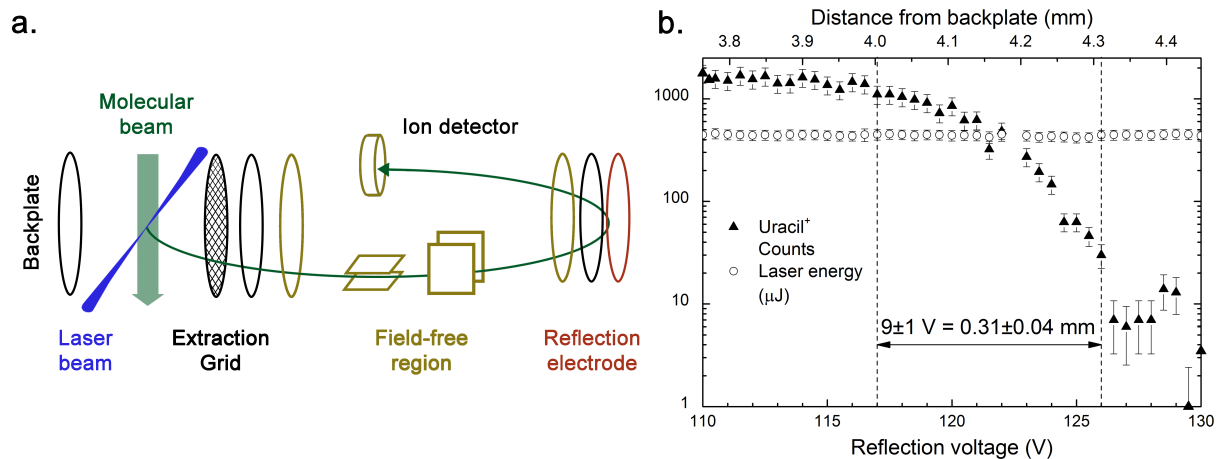 a.
Molecular
beam
Ion detector
Backplate
Laser
beam
Extraction
Grid
Field-free
region
Reflection
electrode
b.
Distance from backplate (mm)
3.8 3.9 4.0 4.1 4.2 4.3 4.4
1000
100
10
1
Uracil+
Counts
Laser energy
(μJ)
9±1 V = 0.31±0.04 mm
110 115 120 125 130
Reflection voltage (V)